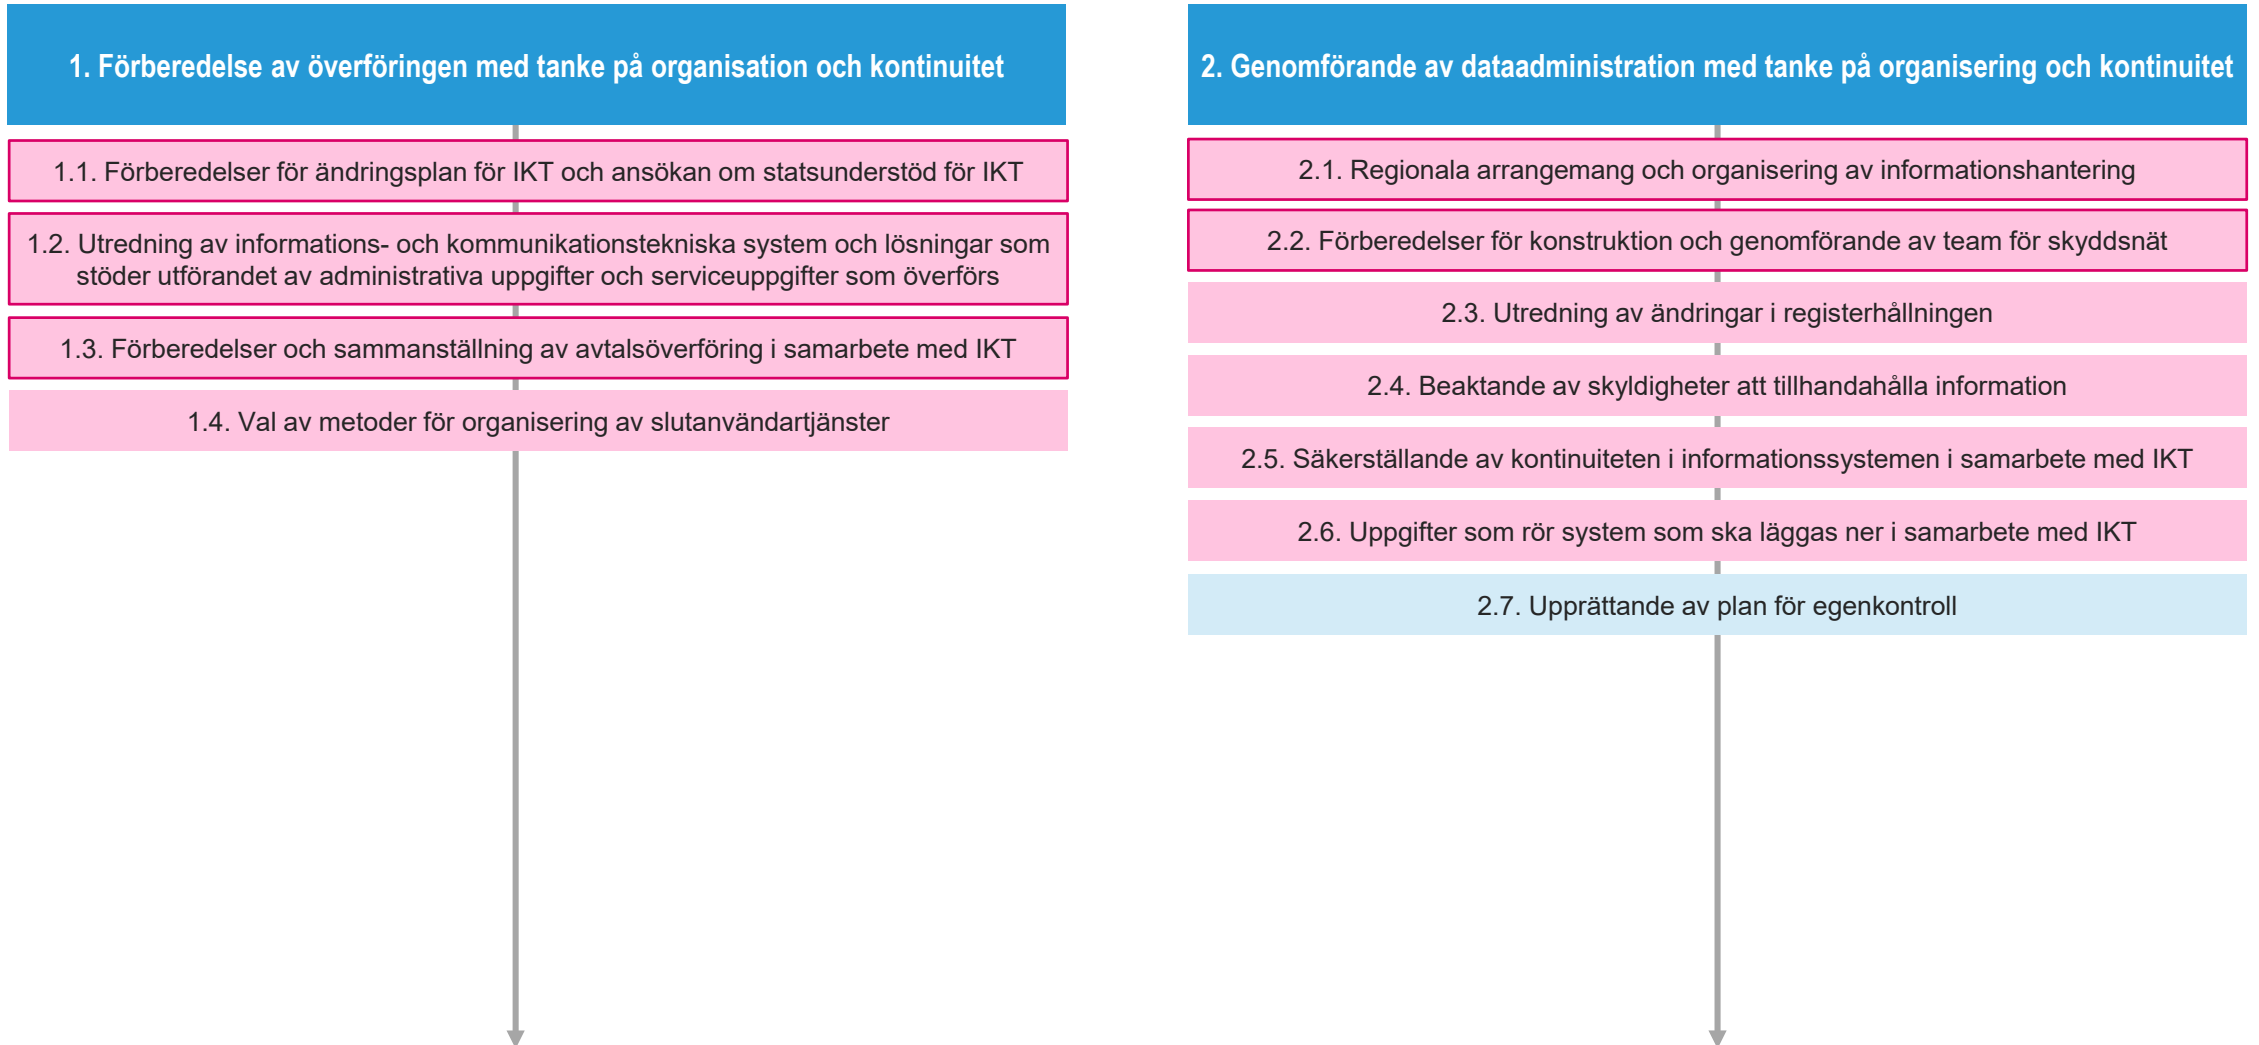 1. Förberedelse av överföringen med tanke på organisation och kontinuitet
1.1. Förberedelser för ändringsplan för IKT och ansökan om statsunderstöd för IKT
1.2. Utredning av informations- och kommunikationstekniska system och lösningar som
stöder utförandet av administrativa uppgifter och serviceuppgifter som överförs
1.3. Förberedelser och sammanställning av avtalsöverföring i samarbete med IKT
1.4. Val av metoder för organisering av slutanvändartjänster
2. Genomförande av dataadministration med tanke på organisering och kontinuitet
2.1. Regionala arrangemang och organisering av informationshantering
2.2. Förberedelser för konstruktion och genomförande av team för skyddsnät
2.3. Utredning av ändringar i registerhållningen
2.4. Beaktande av skyldigheter att tillhandahålla information
2.5. Säkerställande av kontinuiteten i informationssystemen i samarbete med IKT
2.6. Uppgifter som rör system som ska läggas ner i samarbete med IKT
2.7. Upprättande av plan för egenkontroll